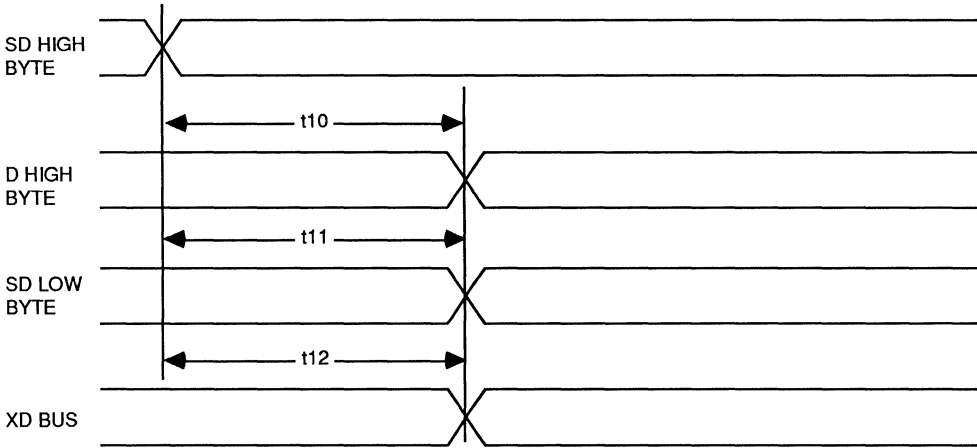 SD HIGH
BYTE
t10
D HIGH
BYTE
t11
SD LOW
BYTE
t12
XD BUS